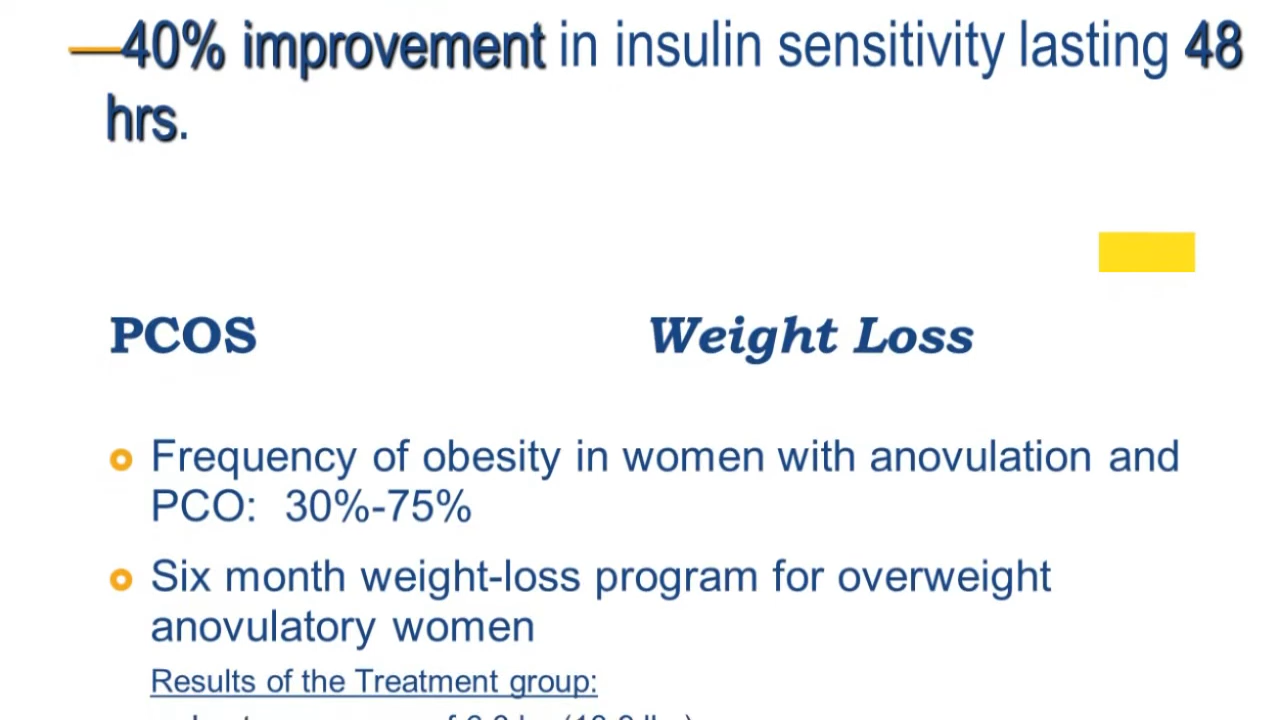 —40% improvement in insulin sensitivity lasting 48
hrs.
PCOS Weight Loss
Frequency of obesity in women with anovulation and
PCO: 30%-75%
Six month weight-loss program for overweight
anovulatory women
Results of the Treatment group: